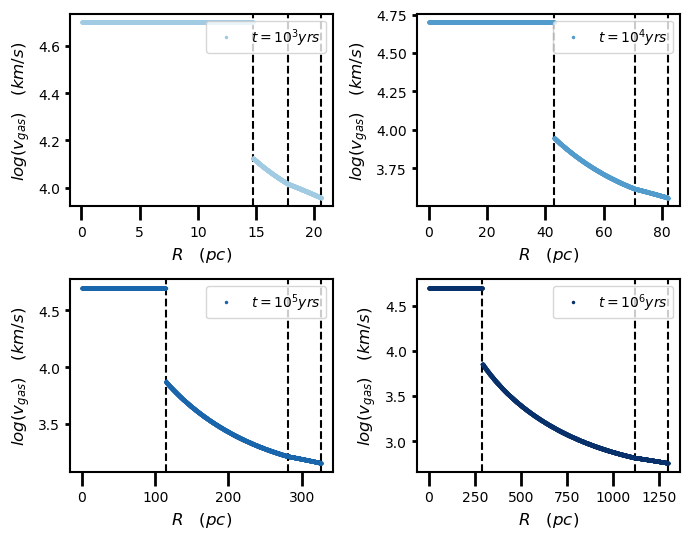 4.6
4.4
4.2
4.0
log(v_gas) (km/s)
t = 10^3 yrs
0 5 10 15 20
R (pc)
4.75
4.50
4.25
4.00
3.75
log(v_gas) (km/s)
t = 10^4 yrs
0 20 40 60 80
R (pc)
4.5
4.0
3.5
log(v_gas) (km/s)
t = 10^5 yrs
0 100 200 300
R (pc)
4.5
4.0
3.5
3.0
log(v_gas) (km/s)
t = 10^6 yrs
0 250 500 750 1000 1250
R (pc)